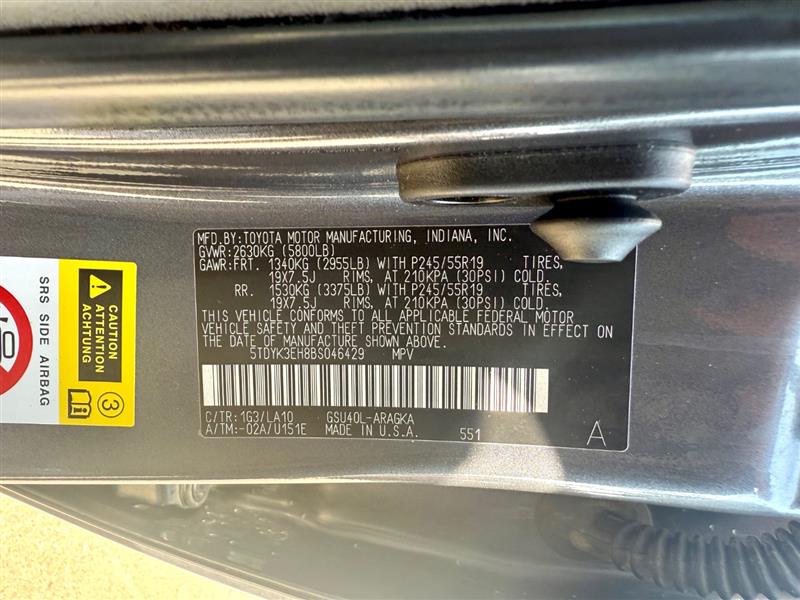 MFD.BY:TOYOTA MOTOR MANUFACTURING, INDIANA, INC.
GVWR:2630KG (5800LB)
GAWR:FRT. 1340KG (2955LB) WITH P245/55R19 TIRES,
19X7.5J RIMS, AT 210KPA (30PSI) COLD
RR. 1530KG (3375LB) WITH P245/55R19 TIRES,
19X7.5J RIMS, AT 210KPA (30PSI) COLD
THIS VEHICLE CONFORMS TO ALL APPLICABLE FEDERAL MOTOR
VEHICLE SAFETY AND THEFT PREVENTION STANDARDS IN EFFECT ON
THE DATE OF MANUFACTURE SHOWN ABOVE.
5TDYK3EH8BS046429 MPV
C/TR:1G3/LA10 GSU40L-ARAGKA
A/TM:-02A/U151E MADE IN U.S.A. 551 A
SRS SIDE AIRBAG
CAUTION
ATTENTION
ACHTUNG
3